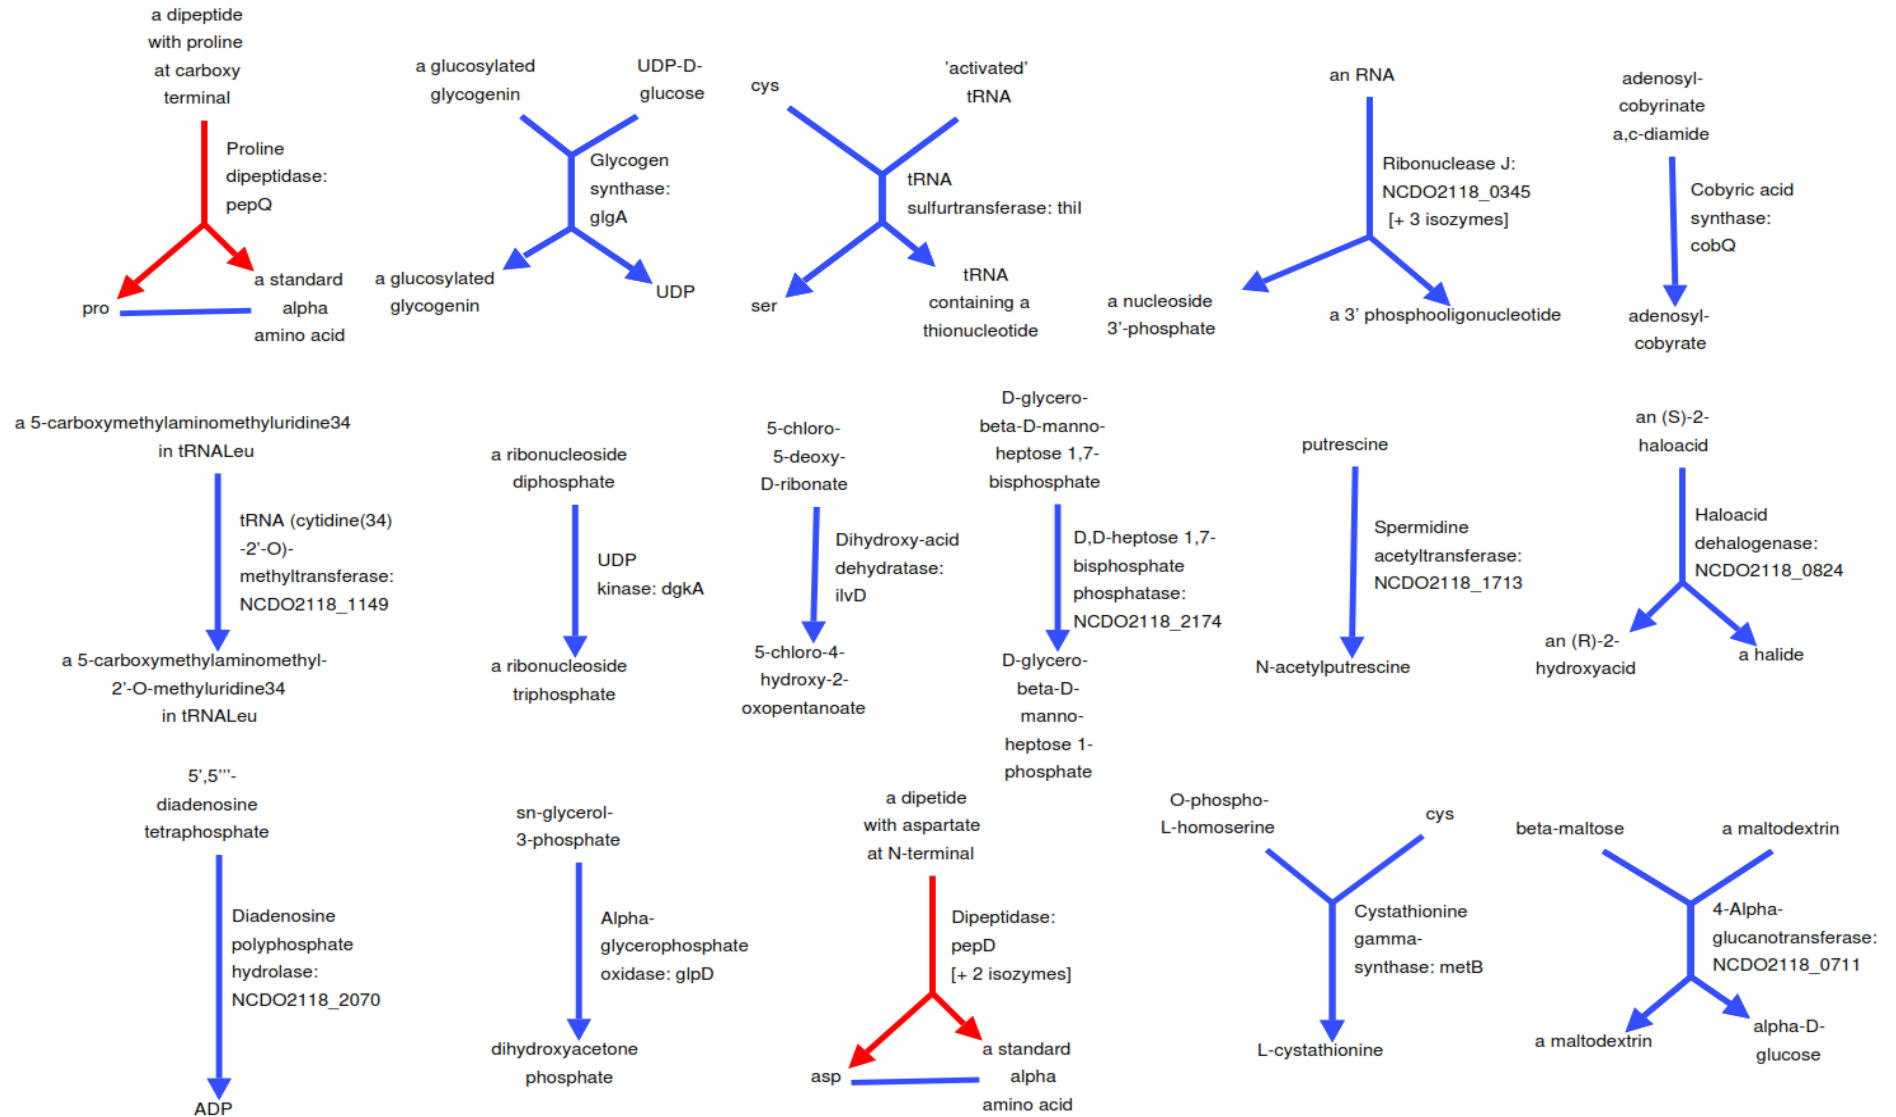 a dipeptide
with proline
at carboxy
terminal
Proline
dipeptidase:
pepQ
pro
a standard
alpha
amino acid
a glucosylated
glycogenin
UDP-D-
glucose
Glycogen
synthase:
glgA
a glucosylated
glycogenin
UDP
cys
'activated'
tRNA
tRNA
sulfurtransferase: thiI
ser
tRNA
containing a
thionucleotide
an RNA
Ribonuclease J:
NCDO2118_0345
[+ 3 isozymes]
a nucleoside
3'-phosphate
a 3' phosphooligonucleotide
adenosyl-
cobyrinate
a,c-diamide
Cobyric acid
synthase:
cobQ
adenosyl-
cobyrate
a 5-carboxymethylaminomethyluridine34
in tRNALeu
tRNA (cytidine(34)
-2'-O)-
methyltransferase:
NCDO2118_1149
a 5-carboxymethylaminomethyl-
2'-O-methyluridine34
in tRNALeu
a ribonucleoside
diphosphate
UDP
kinase: dgkA
a ribonucleoside
triphosphate
5-chloro-
5-deoxy-
D-ribonate
Dihydroxy-acid
dehydratase:
ilvD
5-chloro-4-
hydroxy-2-
oxopentanoate
D-glycero-
beta-D-manno-
heptose 1,7-
bisphosphate
D,D-heptose 1,7-
bisphosphate
phosphatase:
NCDO2118_2174
D-glycero-
beta-D-
manno-
heptose 1-
phosphate
putrescine
Spermidine
acetyltransferase:
NCDO2118_1713
N-acetylputrescine
an (S)-2-
haloacid
Haloacid
dehalogenase:
NCDO2118_0824
an (R)-2-
hydroxyacid
a halide
5',5'''-
diadenosine
tetraphosphate
Diadenosine
polyphosphate
hydrolase:
NCDO2118_2070
ADP
sn-glycerol-
3-phosphate
Alpha-
glycerophosphate
oxidase: glpD
dihydroxyacetone
phosphate
a dipetide
with aspartate
at N-terminal
Dipeptidase:
pepD
[+ 2 isozymes]
asp
a standard
alpha
amino acid
O-phospho-
L-homoserine
cys
Cystathionine
gamma-
synthase: metB
L-cystathionine
beta-maltose
a maltodextrin
4-Alpha-
glucanotransferase:
NCDO2118_0711
a maltodextrin
alpha-D-
glucose